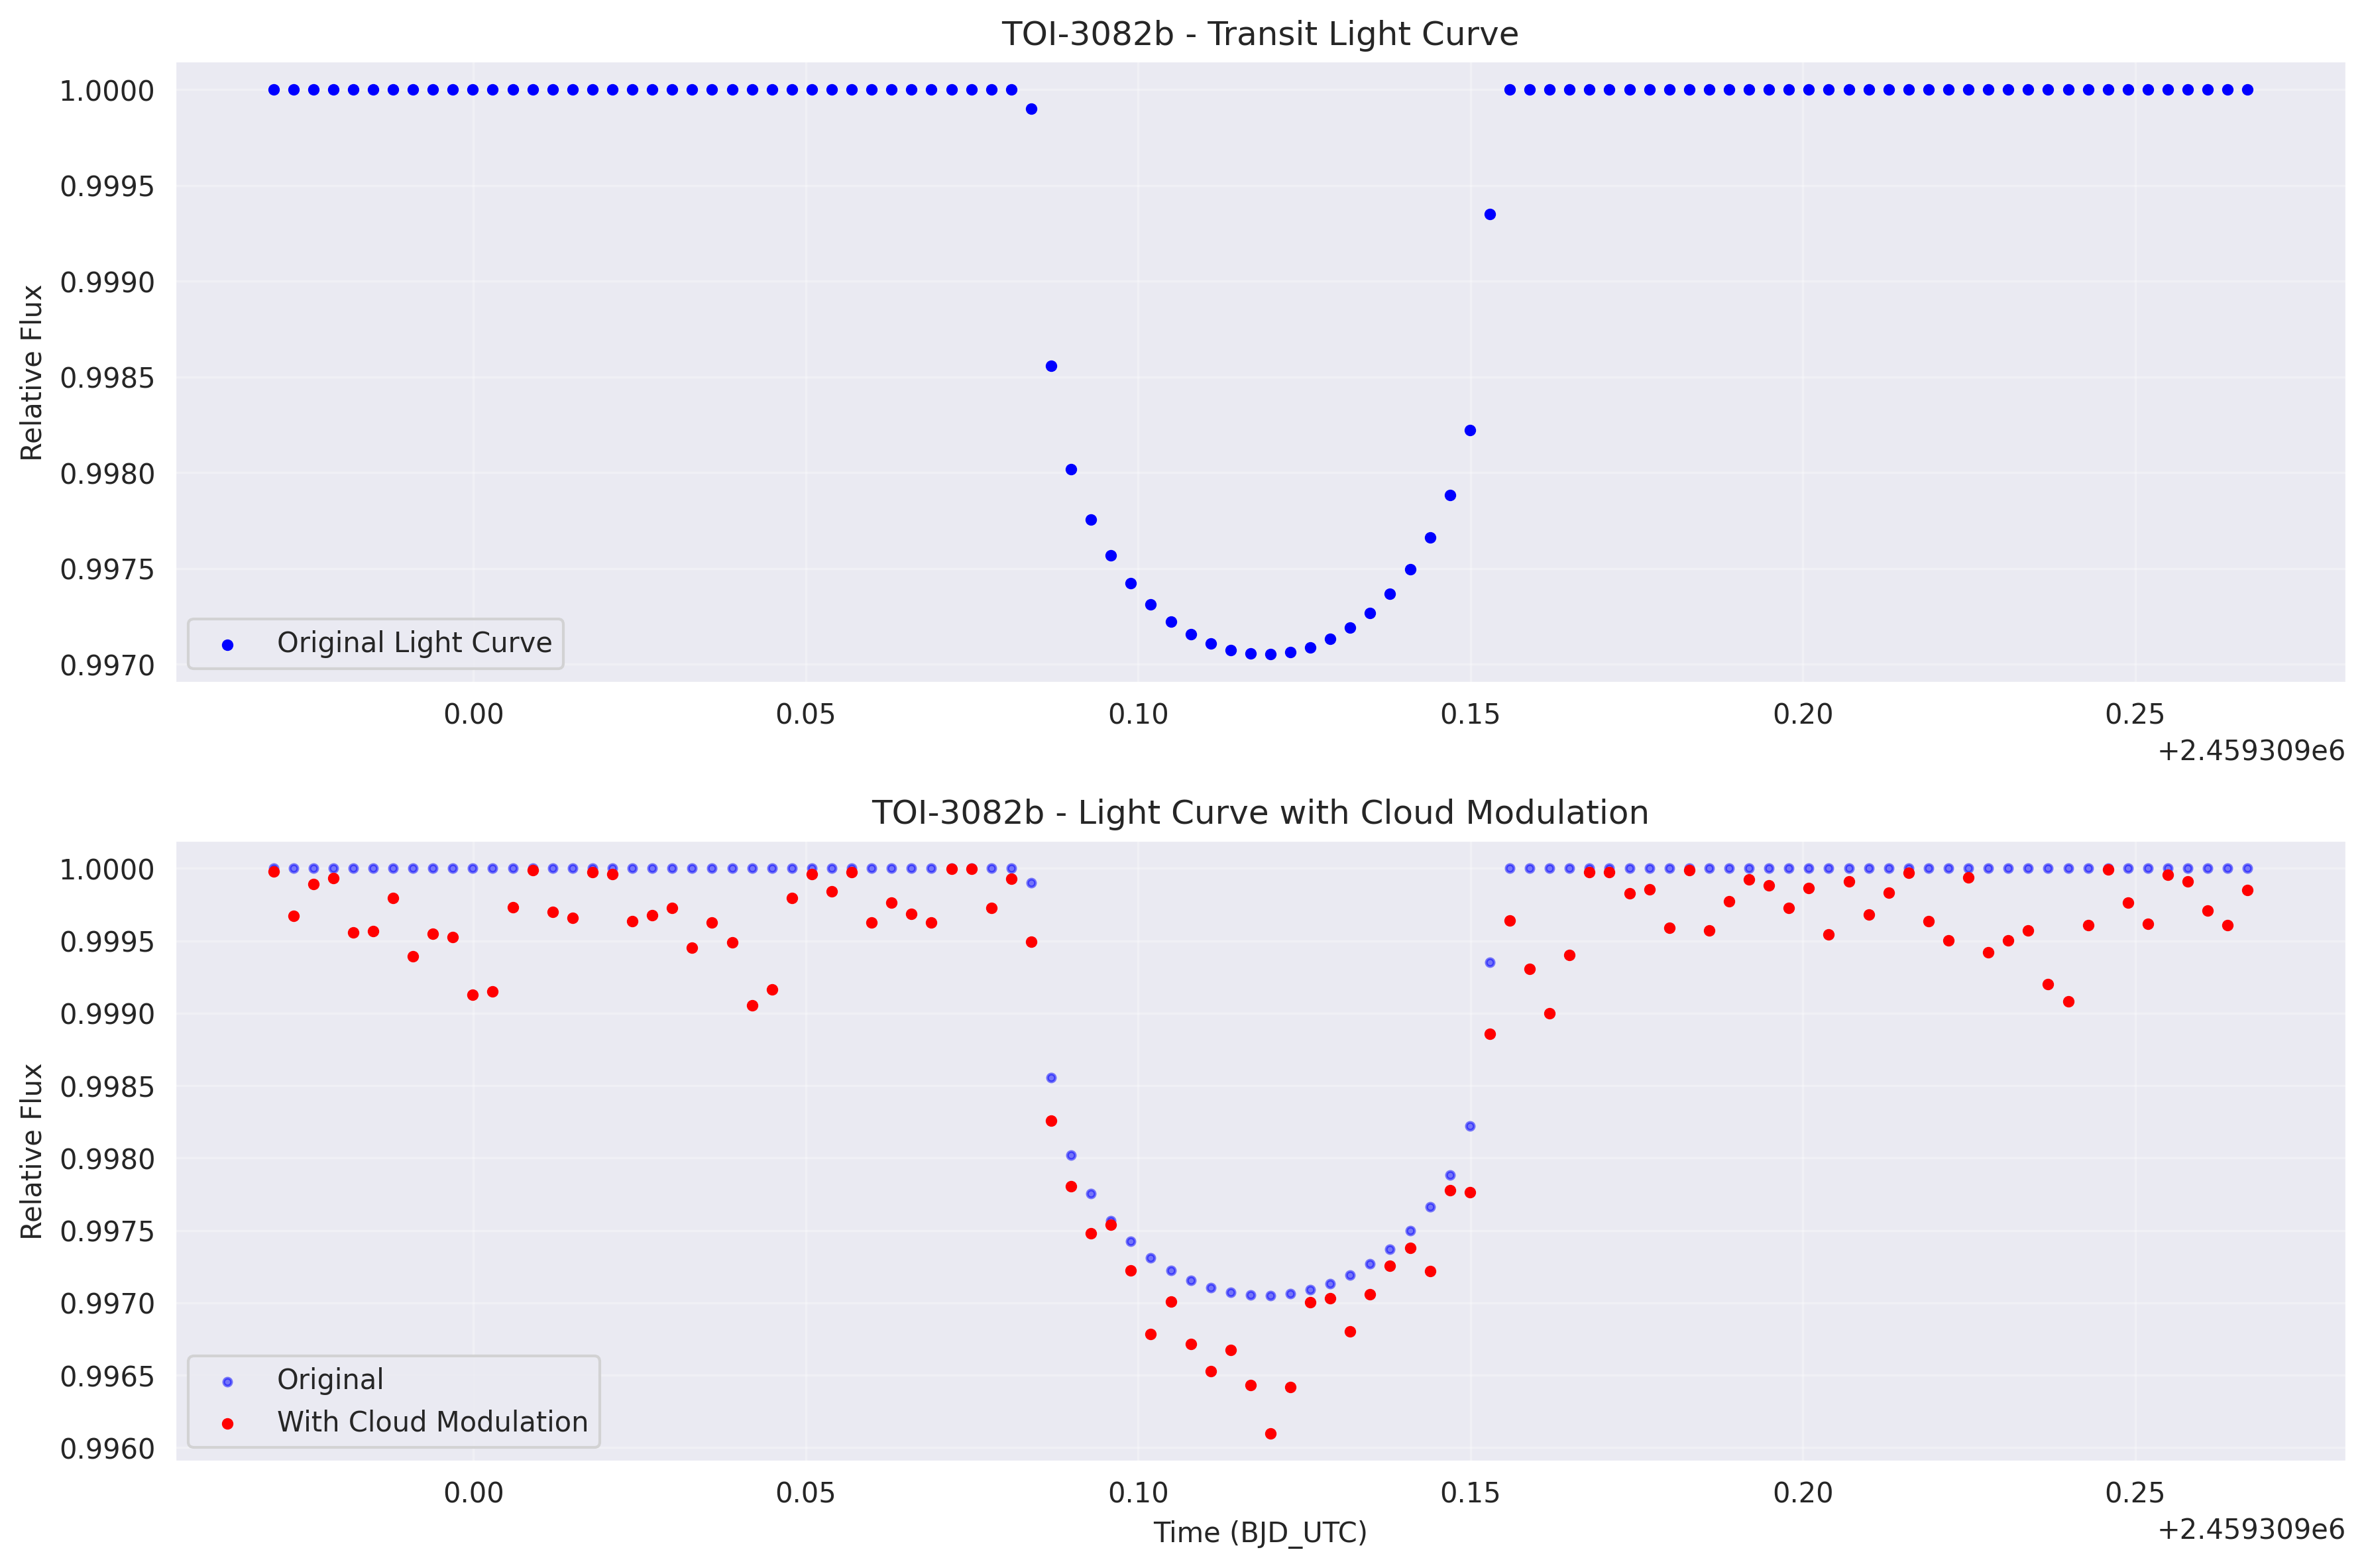 TOI-3082b - Transit Light Curve
Relative Flux
1.0000
0.9995
0.9990
0.9985
0.9980
0.9975
0.9970
Original Light Curve
0.00 0.05 0.10 0.15 0.20 0.25
+2.459309e6
TOI-3082b - Light Curve with Cloud Modulation
Relative Flux
1.0000
0.9995
0.9990
0.9985
0.9980
0.9975
0.9970
0.9965
0.9960
Original
With Cloud Modulation
0.00 0.05 0.10 0.15 0.20 0.25
Time (BJD_UTC)
+2.459309e6